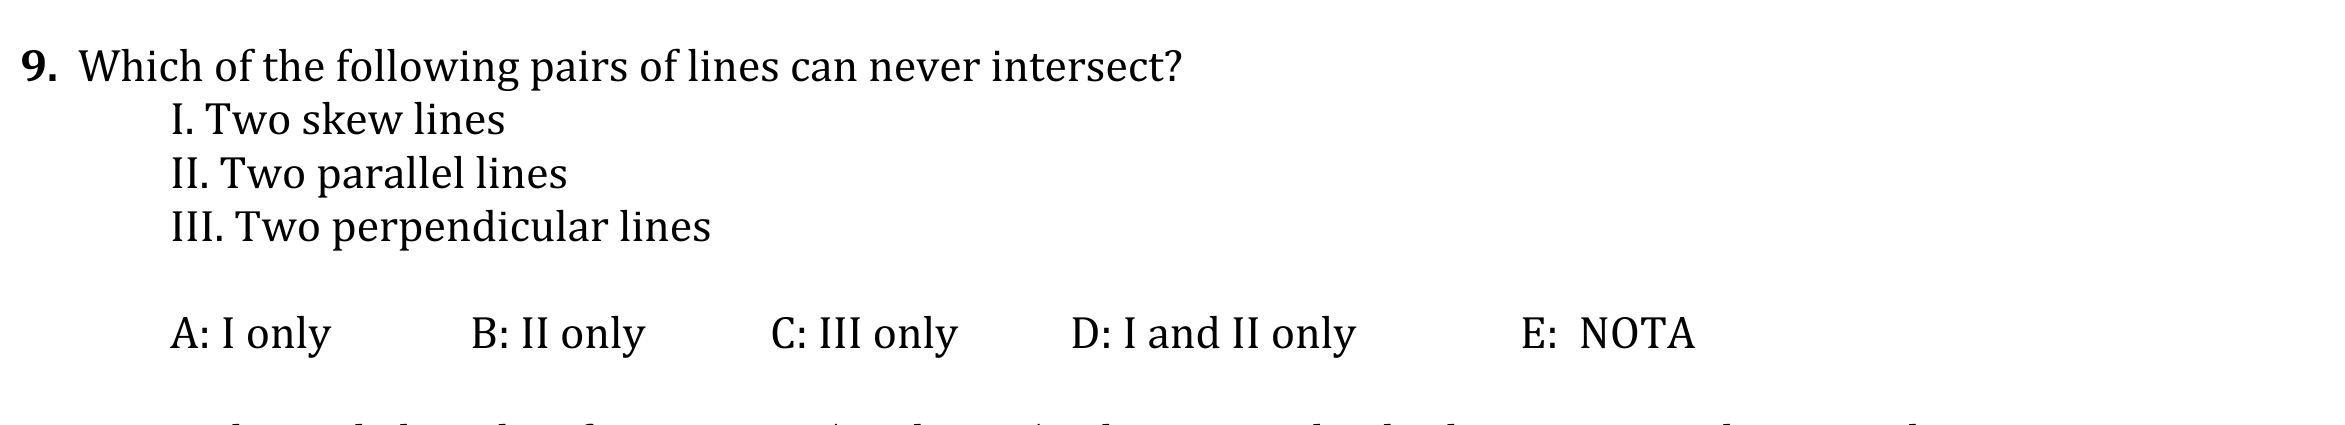 9. Which of the following pairs of lines can never intersect?
I. Two skew lines
II. Two parallel lines
III. Two perpendicular lines
A: I only B: II only C: III only D: I and II only E: NOTA